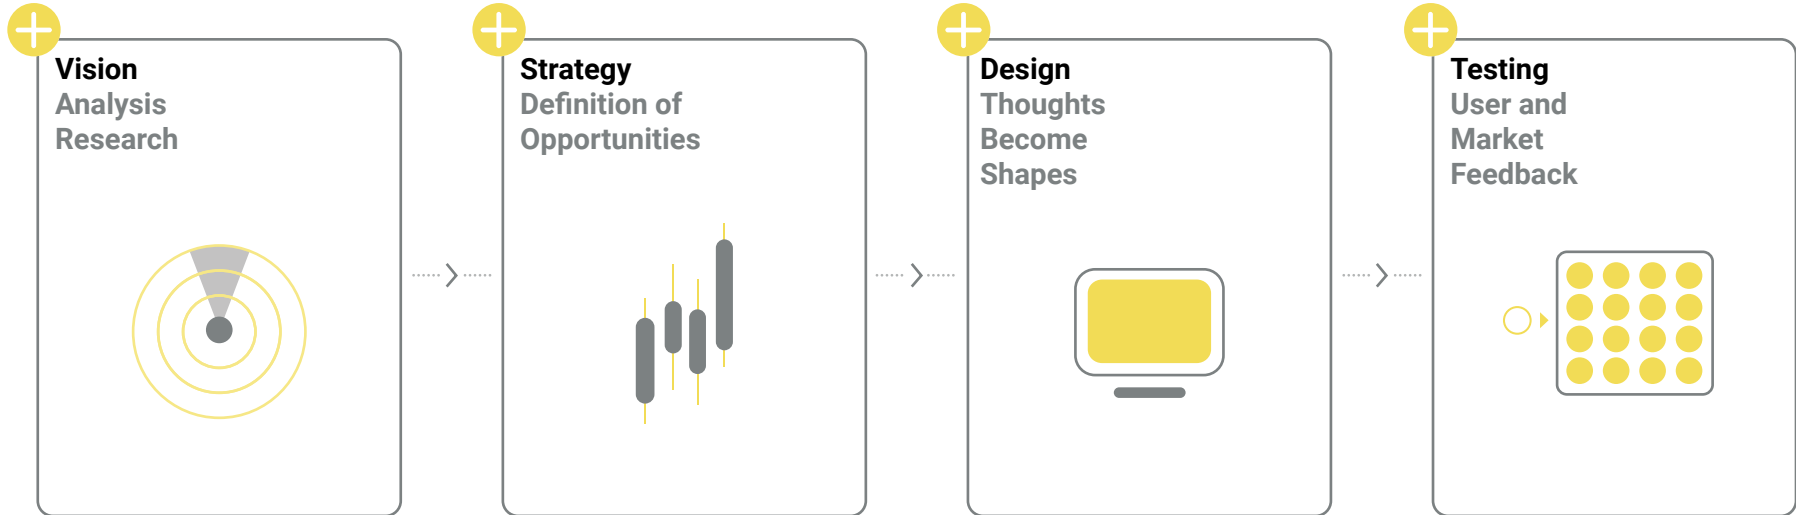 Vision
Analysis
Research
Strategy
Definition of
Opportunities
Design
Thoughts
Become
Shapes
Testing
User and
Market
Feedback